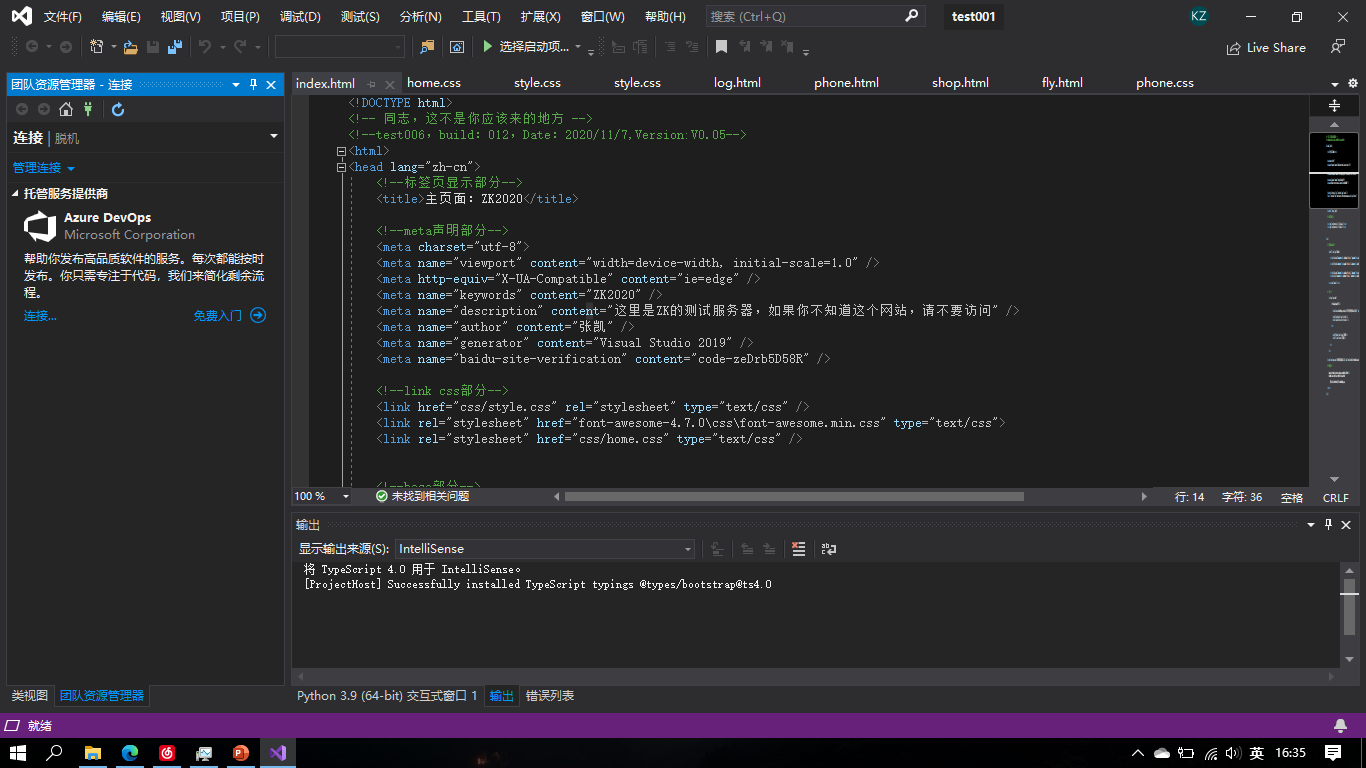 文件(F) 编辑(E) 视图(V) 项目(P) 调试(D) 测试(S) 分析(N) 工具(T) 扩展(X) 窗口(W) 帮助(H) 搜索 (Ctrl+Q) test001 KZ
选择启动项... Live Share
团队资源管理器 - 连接
连接 | 脱机
管理连接
托管服务提供商
Azure DevOps
Microsoft Corporation
帮助你发布高品质软件的服务。每次都能按时
发布。你只需专注于代码，我们来简化剩余流
程。
连接... 免费入门
index.html home.css style.css style.css log.html phone.html shop.html fly.html phone.css
<!DOCTYPE html>
<!-- 同志，这不是你应该来的地方 -->
<!--test006，build：012，Date：2020/11/7,Version:V0.05-->
<html>
<head lang="zh-cn">
<!--标签页显示部分-->
<title>主页面：ZK2020</title>
<!--meta声明部分-->
<meta charset="utf-8">
<meta name="viewport" content="width=device-width, initial-scale=1.0" />
<meta http-equiv="X-UA-Compatible" content="ie=edge" />
<meta name="keywords" content="ZK2020" />
<meta name="description" content="这里是ZK的测试服务器，如果你不知道这个网站，请不要访问" />
<meta name="author" content="张凯" />
<meta name="generator" content="Visual Studio 2019" />
<meta name="baidu-site-verification" content="code-zeDrb5D58R" />
<!--link css部分-->
<link href="css/style.css" rel="stylesheet" type="text/css" />
<link rel="stylesheet" href="font-awesome-4.7.0\css\font-awesome.min.css" type="text/css">
<link rel="stylesheet" href="css/home.css" type="text/css" />
100 % 未找到相关问题 行: 14 字符: 36 空格 CRLF
输出
显示输出来源(S): IntelliSense
将 TypeScript 4.0 用于 IntelliSense。
[ProjectHost] Successfully installed TypeScript typings @types/bootstrap@ts4.0
类视图 团队资源管理器 Python 3.9 (64-bit) 交互式窗口 1 输出 错误列表
就绪
英 16:35